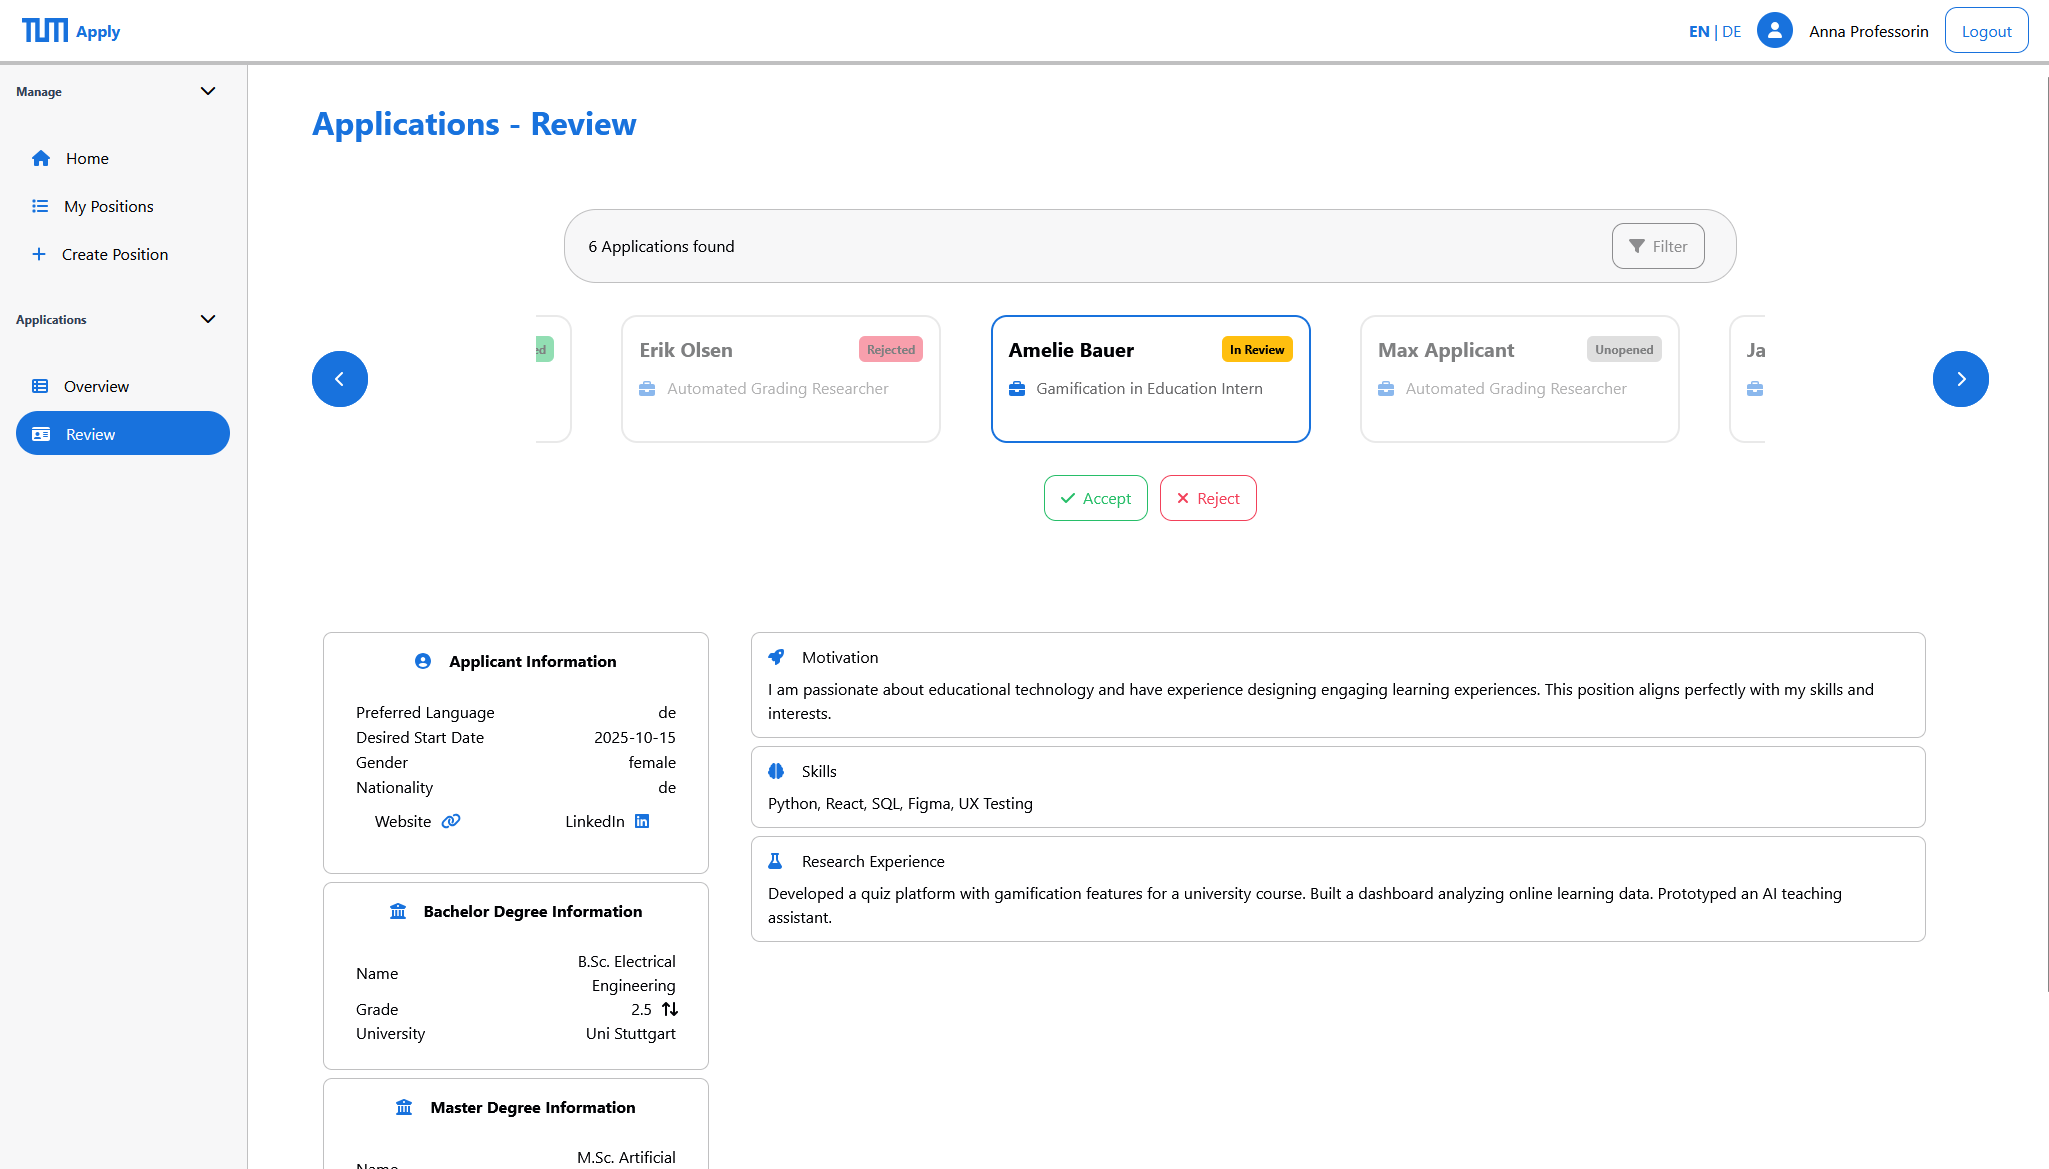 TUM Apply
EN | DE
Anna Professorin
Logout
Manage
Home
My Positions
Create Position
Applications
Overview
Review
Applications - Review
6 Applications found
Filter
ed
Erik Olsen
Rejected
Automated Grading Researcher
Amelie Bauer
In Review
Gamification in Education Intern
Max Applicant
Unopened
Automated Grading Researcher
Ja
Accept
Reject
Applicant Information
Preferred Language de
Desired Start Date 2025-10-15
Gender female
Nationality de
Website LinkedIn
Bachelor Degree Information
Name B.Sc. Electrical
Engineering
Grade 2.5
University Uni Stuttgart
Master Degree Information
Name M.Sc. Artificial
Motivation
I am passionate about educational technology and have experience designing engaging learning experiences. This position aligns perfectly with my skills and
interests.
Skills
Python, React, SQL, Figma, UX Testing
Research Experience
Developed a quiz platform with gamification features for a university course. Built a dashboard analyzing online learning data. Prototyped an AI teaching
assistant.